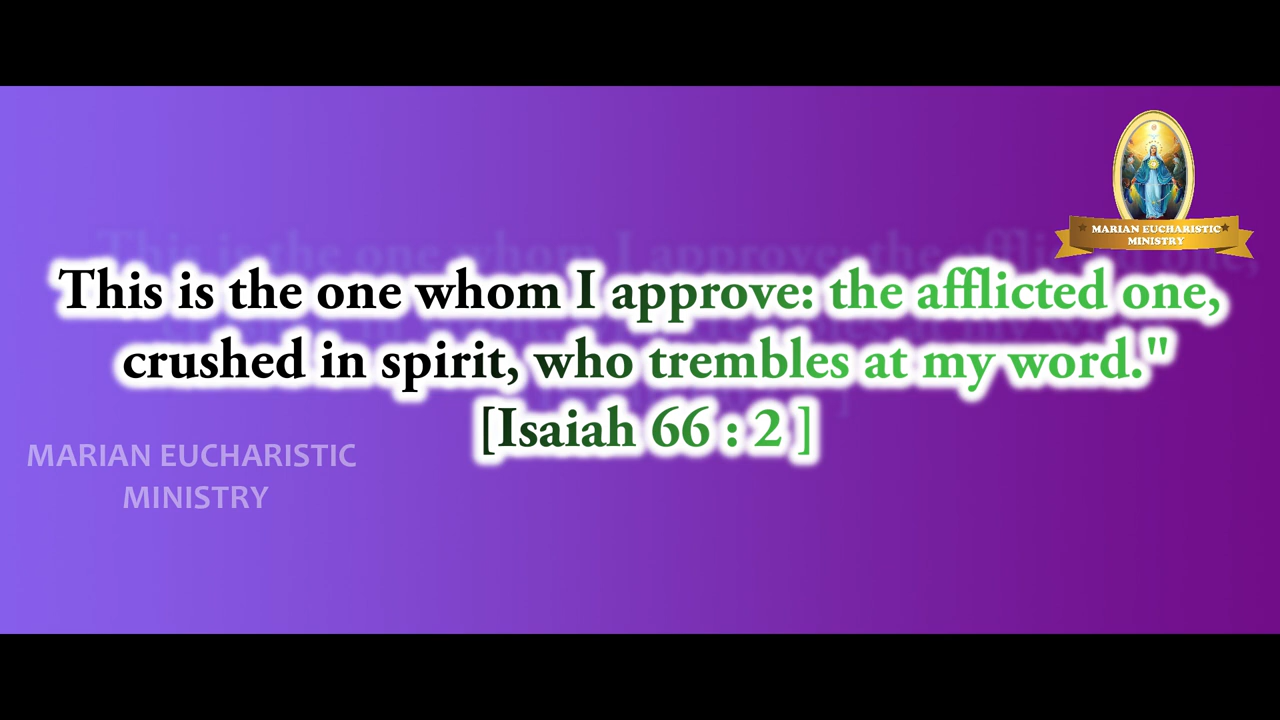 MARIAN EUCHARISTIC
MINISTRY
This is the one whom I approve: the afflicted one,
crushed in spirit, who trembles at my word."
[Isaiah 66 : 2 ]
MARIAN EUCHARISTIC
MINISTRY